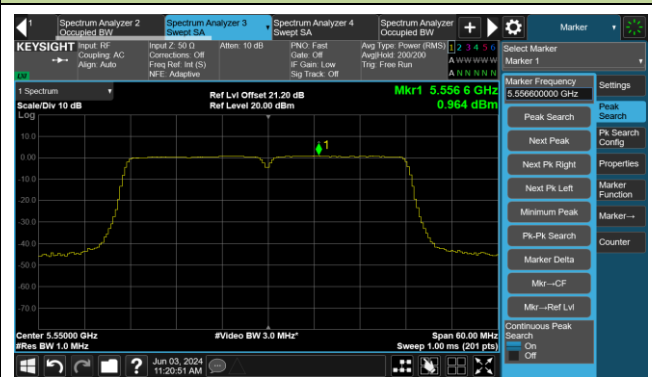 1
Spectrum Analyzer 2
Occupied BW
Spectrum Analyzer 3
Swept SA
Spectrum Analyzer 4
Swept SA
Spectrum Analyzer
Occupied BW
Marker
KEYSIGHT
Input: RF
Coupling: AC
Align: Auto
Input Z: 50 Ω
Corrections: Off
Freq Ref: Int (S)
NFE: Adaptive
Atten: 10 dB
PNO: Fast
Gate: Off
IF Gain: Low
Sig Track: Off
Avg Type: Power (RMS)
Avg|Hold: 200/200
Trig: Free Run
1 2 3 4 5 6
A W W W W W
A N N N N N
LXI
Select Marker
Marker 1
1 Spectrum
Scale/Div 10 dB
Log
Ref Lvl Offset 21.20 dB
Ref Level 20.00 dBm
Mkr1 5.556 6 GHz
0.964 dBm
10.0
0.00
-10.0
-20.0
-30.0
-40.0
-50.0
-60.0
-70.0
1
Center 5.55000 GHz
#Res BW 1.0 MHz
#Video BW 3.0 MHz*
Span 60.00 MHz
Sweep 1.00 ms (201 pts)
Marker Frequency
5.556600000 GHz
Peak Search
Next Peak
Next Pk Right
Next Pk Left
Minimum Peak
Pk-Pk Search
Marker Delta
Mkr→CF
Mkr→Ref Lvl
Continuous Peak
Search
On
Off
Settings
Peak
Search
Pk Search
Config
Properties
Marker
Function
Marker→
Counter
?
Jun 03, 2024
11:20:51 AM